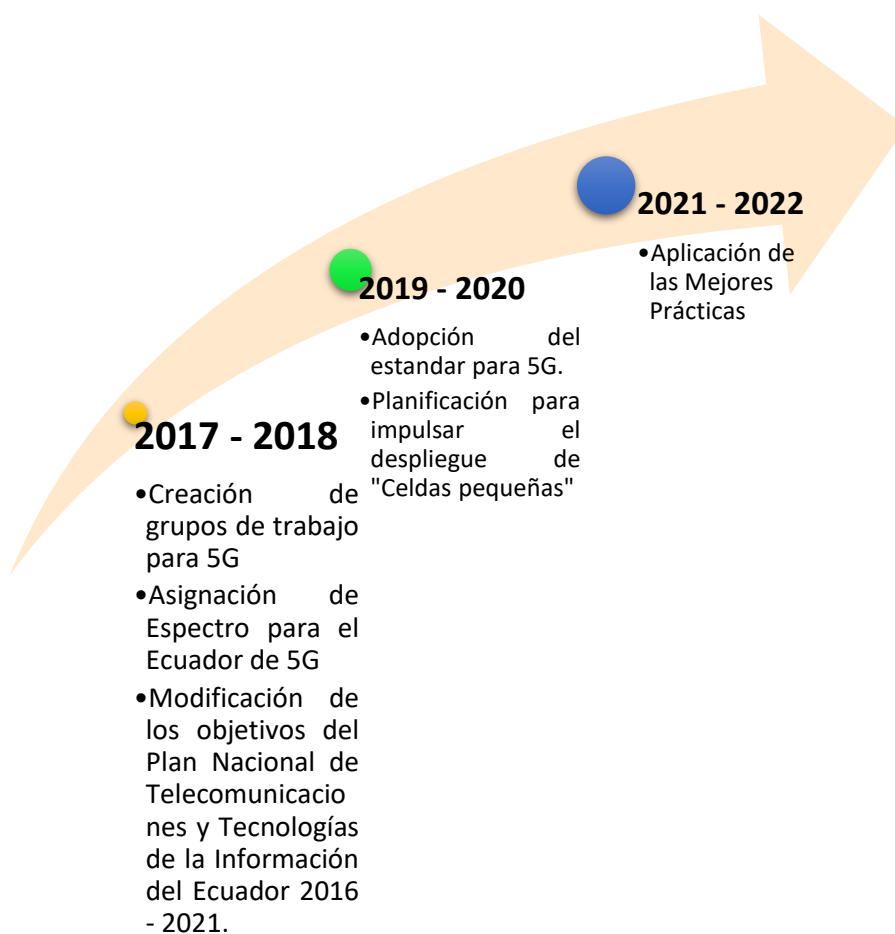 2017 - 2018
•Creación de
grupos de trabajo
para 5G
•Asignación de
Espectro para el
Ecuador de 5G
•Modificación de
los objetivos del
Plan Nacional de
Telecomunicacio
nes y Tecnologías
de la Información
del Ecuador 2016
- 2021.
2019 - 2020
•Adopción del
estandar para 5G.
•Planificación para
impulsar el
despliegue de
"Celdas pequeñas"
2021 - 2022
•Aplicación de
las Mejores
Prácticas